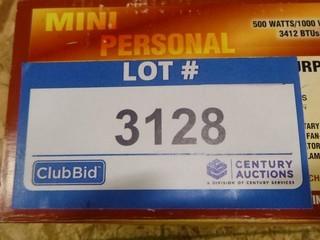 MINI
500 WATTS/1000
3412 BTUs
PERSONAL
LOT #
3128
ClubBid
CENTURY
AUCTIONS
A DIVISION OF CENTURY SERVICES